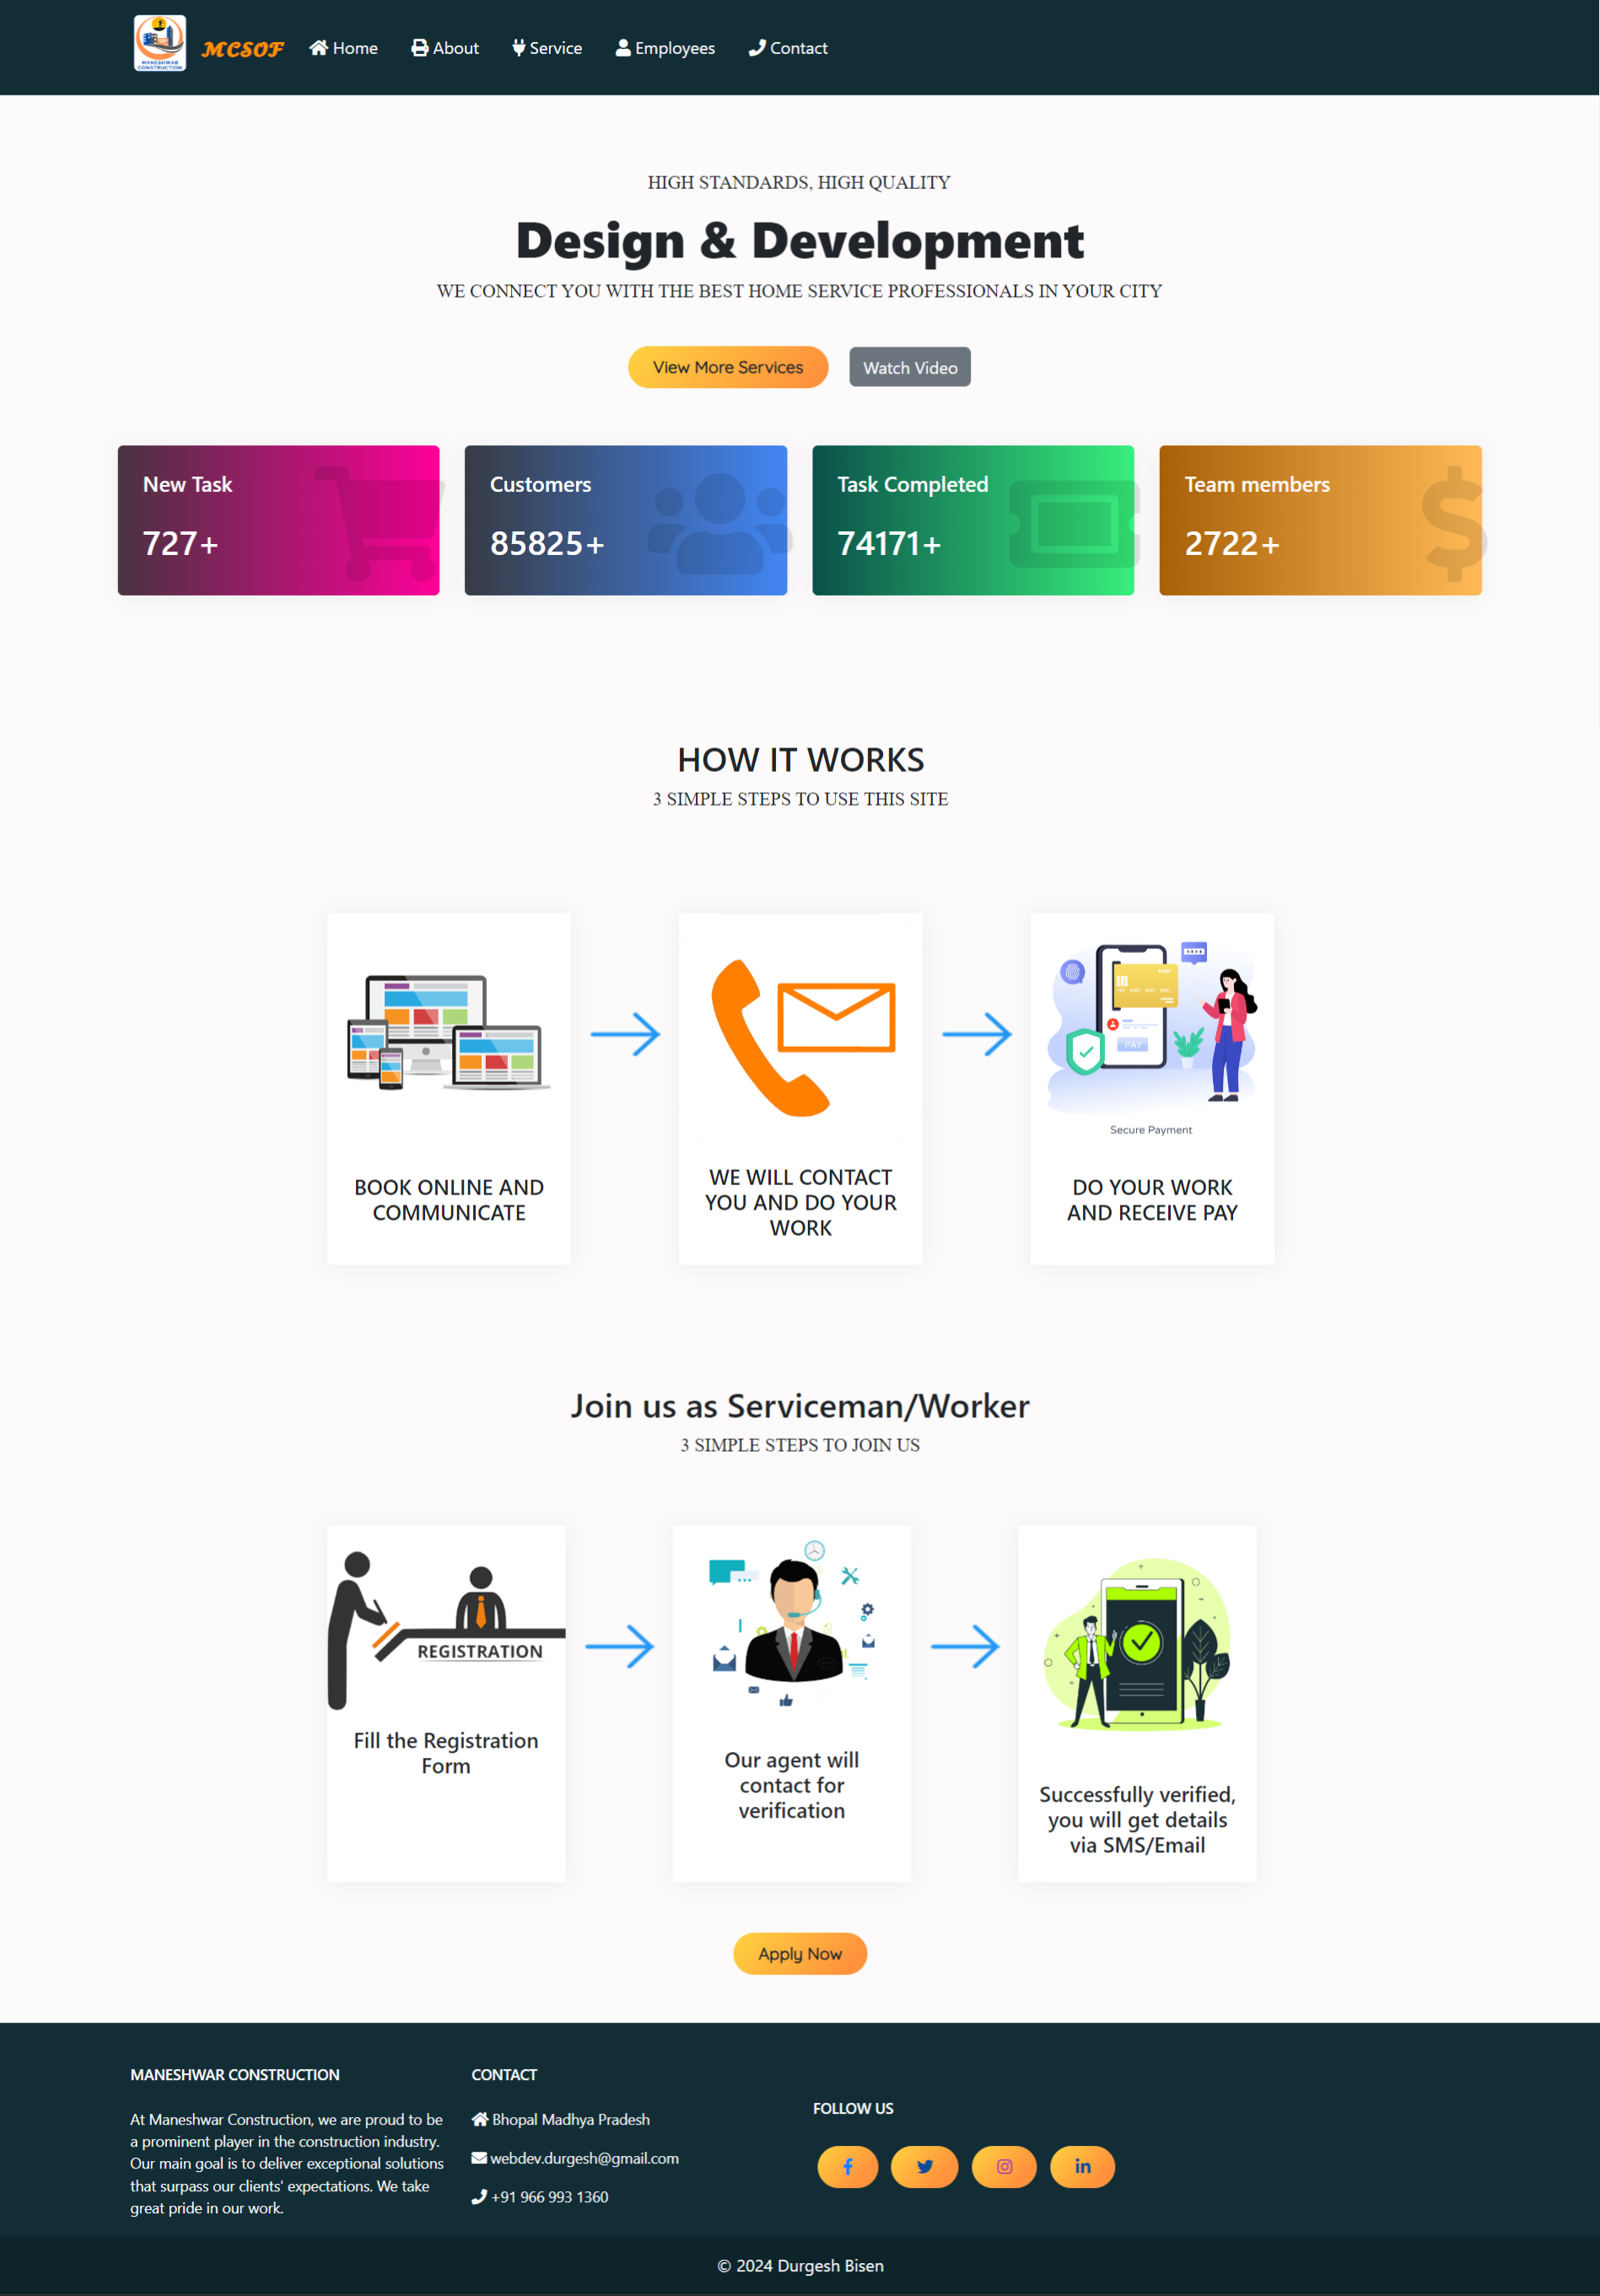 MANESHWAR
CONSTRUCTION
MCSOF
Home
About
Service
Employees
Contact
HIGH STANDARDS, HIGH QUALITY
Design & Development
WE CONNECT YOU WITH THE BEST HOME SERVICE PROFESSIONALS IN YOUR CITY
View More Services
Watch Video
New Task
727+
Customers
85825+
Task Completed
74171+
Team members
2722+
HOW IT WORKS
3 SIMPLE STEPS TO USE THIS SITE
BOOK ONLINE AND
COMMUNICATE
WE WILL CONTACT
YOU AND DO YOUR
WORK
PAY
Secure Payment
DO YOUR WORK
AND RECEIVE PAY
Join us as Serviceman/Worker
3 SIMPLE STEPS TO JOIN US
REGISTRATION
Fill the Registration
Form
Our agent will
contact for
verification
Successfully verified,
you will get details
via SMS/Email
Apply Now
MANESHWAR CONSTRUCTION
At Maneshwar Construction, we are proud to be
a prominent player in the construction industry.
Our main goal is to deliver exceptional solutions
that surpass our clients' expectations. We take
great pride in our work.
CONTACT
Bhopal Madhya Pradesh
webdev.durgesh@gmail.com
+91 966 993 1360
FOLLOW US
© 2024 Durgesh Bisen